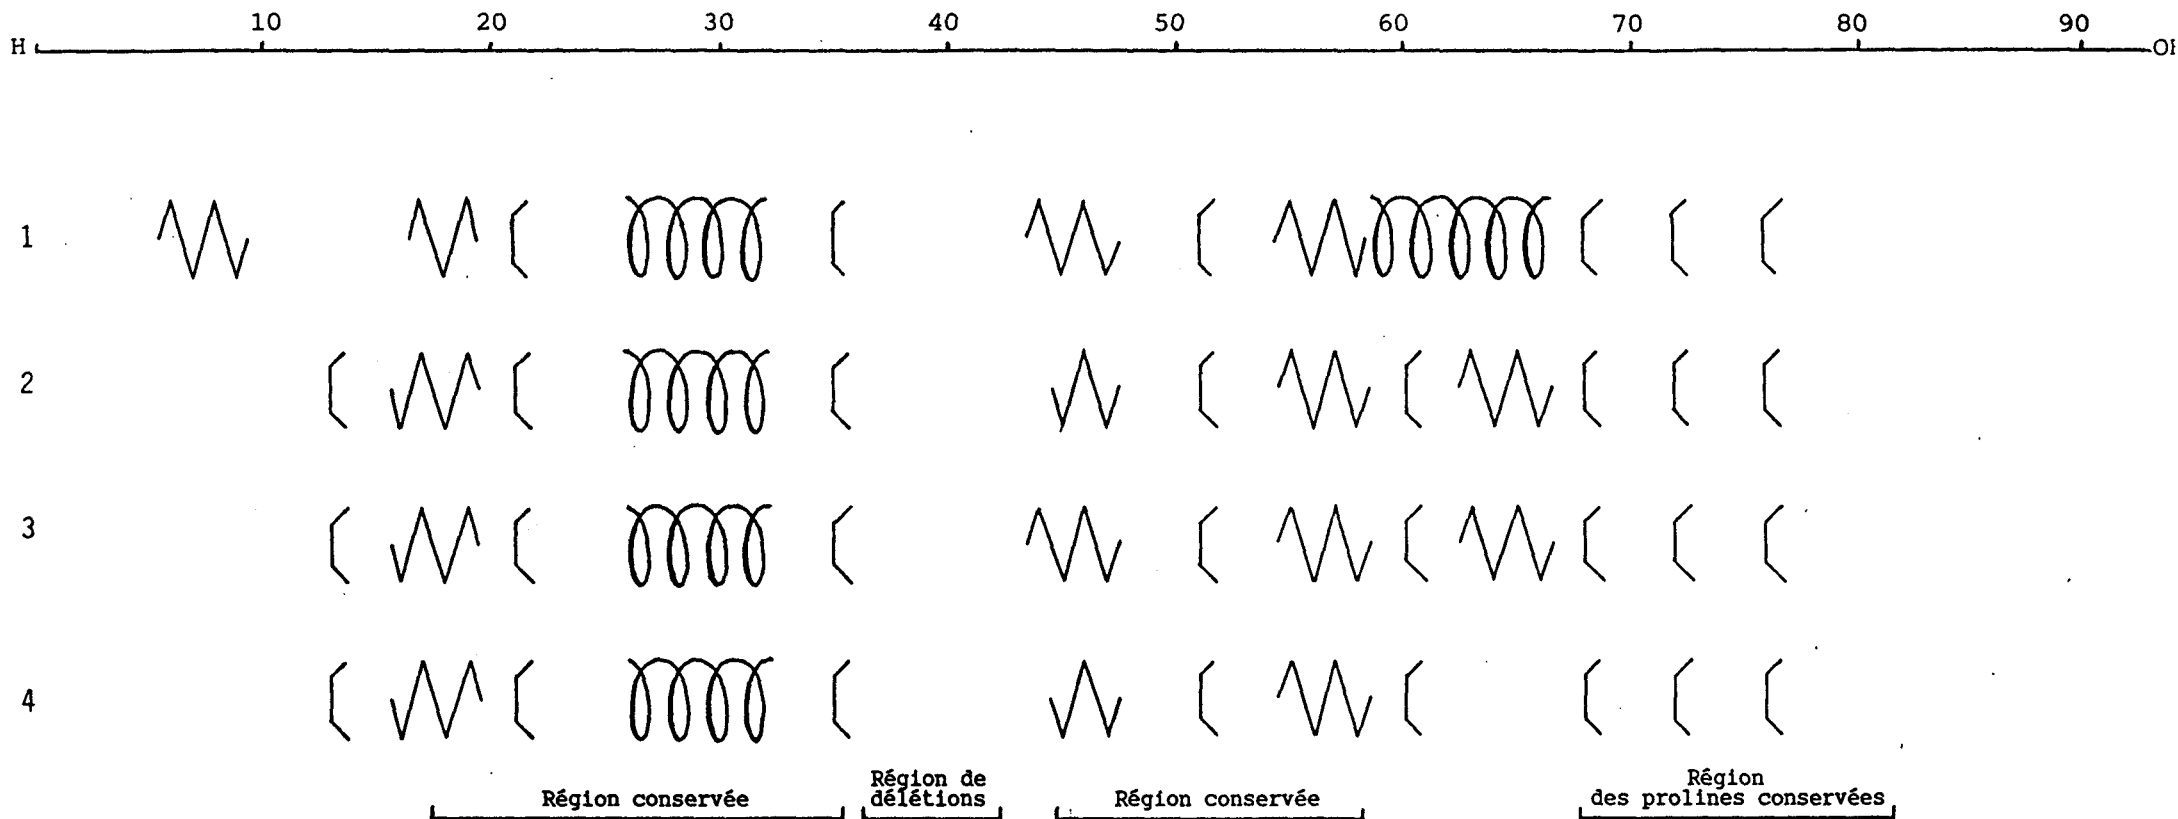 10 20 30 40 50 60 70 80 90
H OH
1
2
3
4
Région conservée
Région de
délétions
Région conservée
Région
des prolines conservées